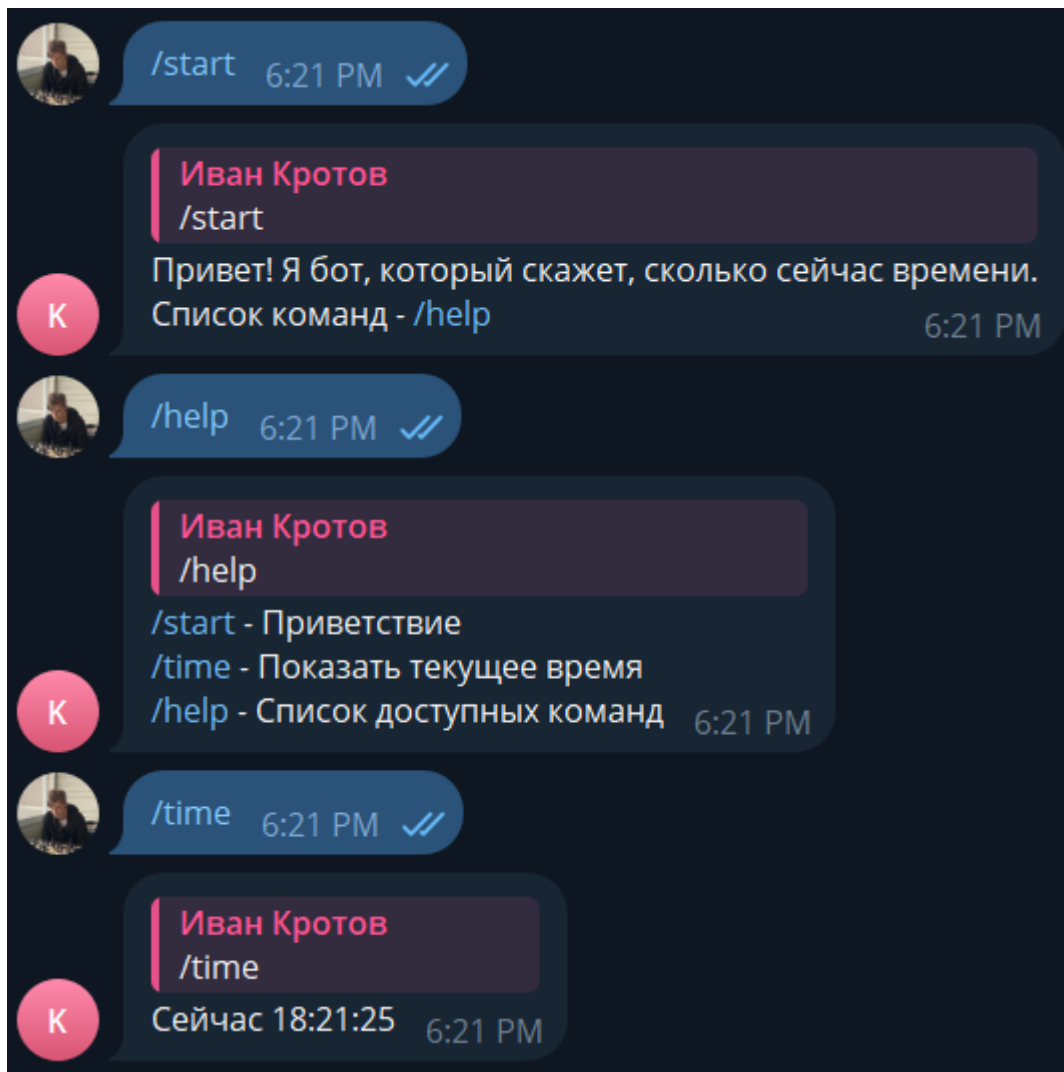 /start 6:21 PM
Иван Кротов
/start
Привет! Я бот, который скажет, сколько сейчас времени.
Список команд - /help
6:21 PM
K
/help 6:21 PM
Иван Кротов
/help
/start - Приветствие
/time - Показать текущее время
/help - Список доступных команд 6:21 PM
K
/time 6:21 PM
Иван Кротов
/time
Сейчас 18:21:25 6:21 PM
K